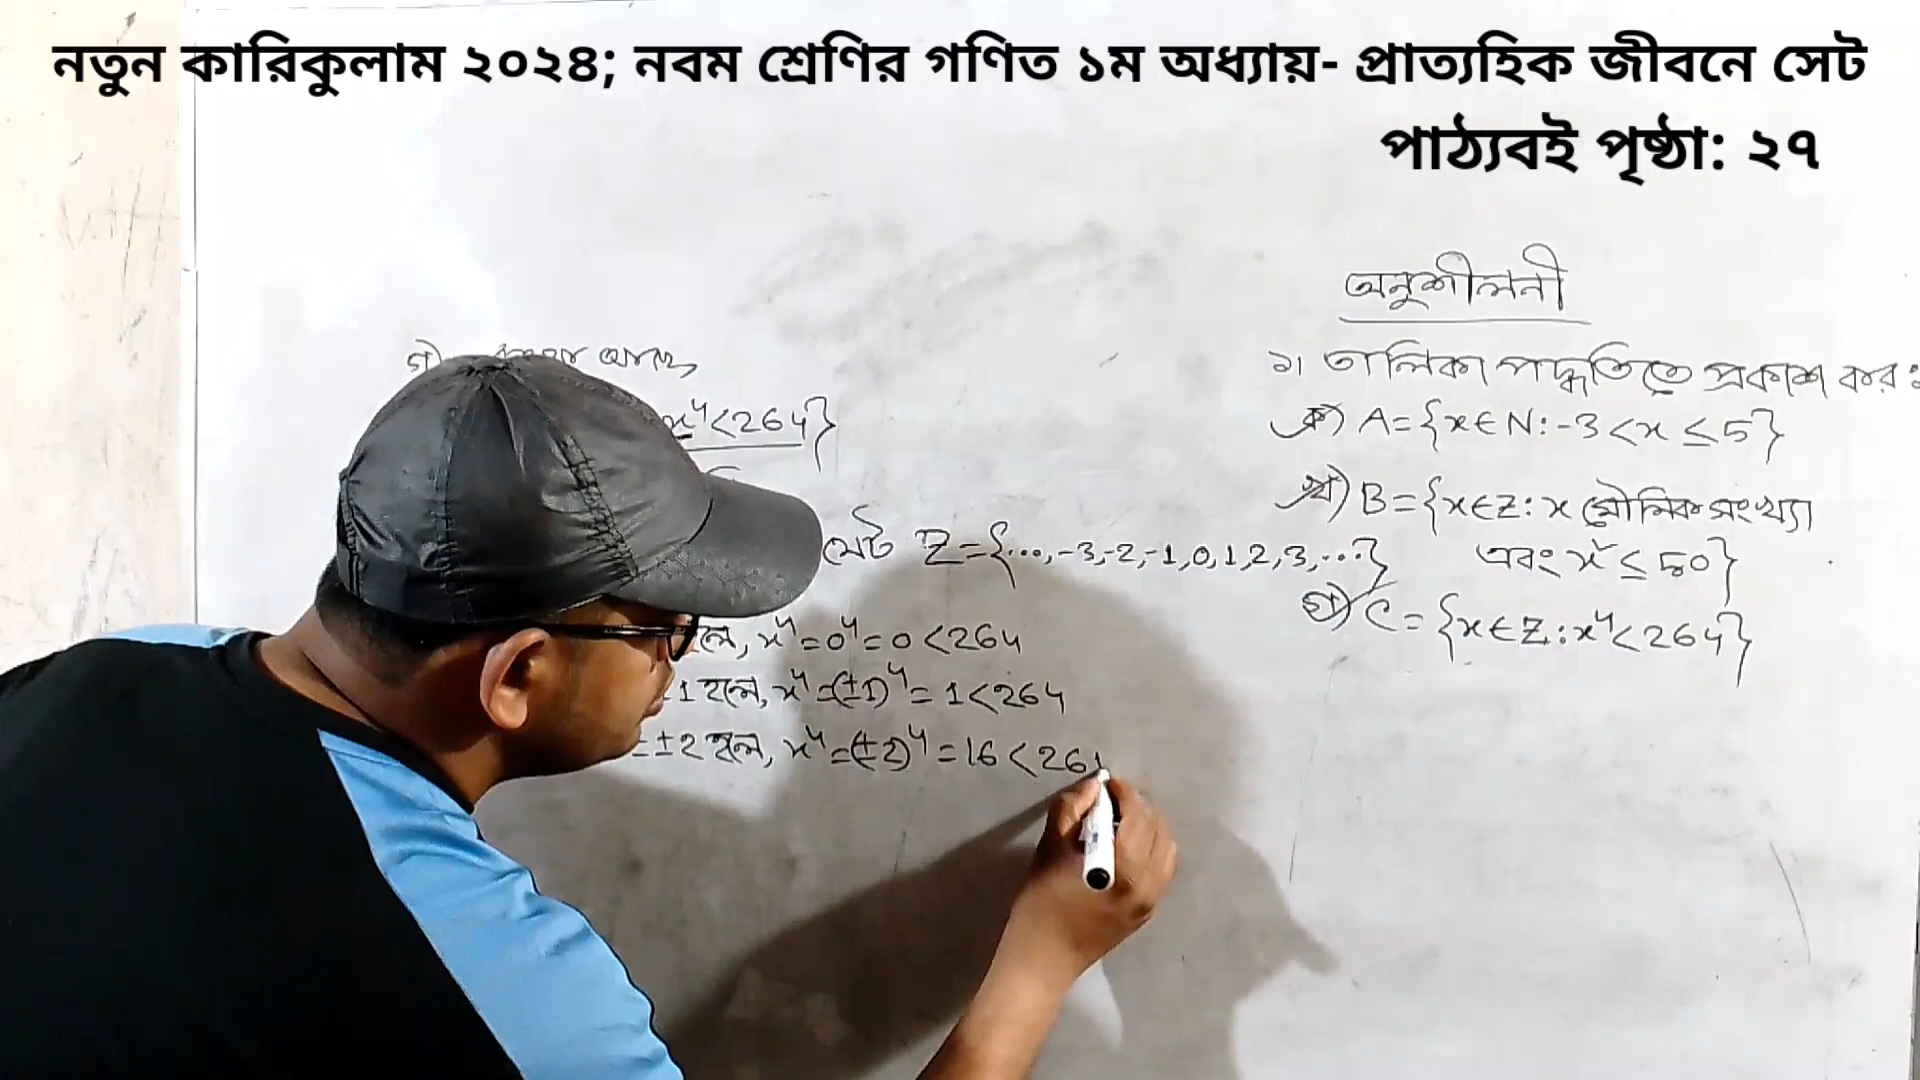 নতুন কারিকুলাম ২০২৪; নবম শ্রেণির গণিত ১ম অধ্যায়- প্রাত্যহিক জীবনে সেট
পাঠ্যবই পৃষ্ঠা: ২৭
গ) আছে,
x⁴<264}
সেট Z={...,-3,-2,-1,0,1,2,3,...}
হলে, x⁴=0⁴=0<264
1 হলে, x⁴=(±1)⁴=1<264
=±2 হলে, x⁴=(±2)⁴=16<26
অনুশীলনী
১। তালিকা পদ্ধতিতে প্রকাশ কর:
ক) A={x∈N:-3<x≤5}
খ) B={x∈Z: x মৌলিক সংখ্যা
এবং x²≤50}
গ) C={x∈Z:x⁴<264}